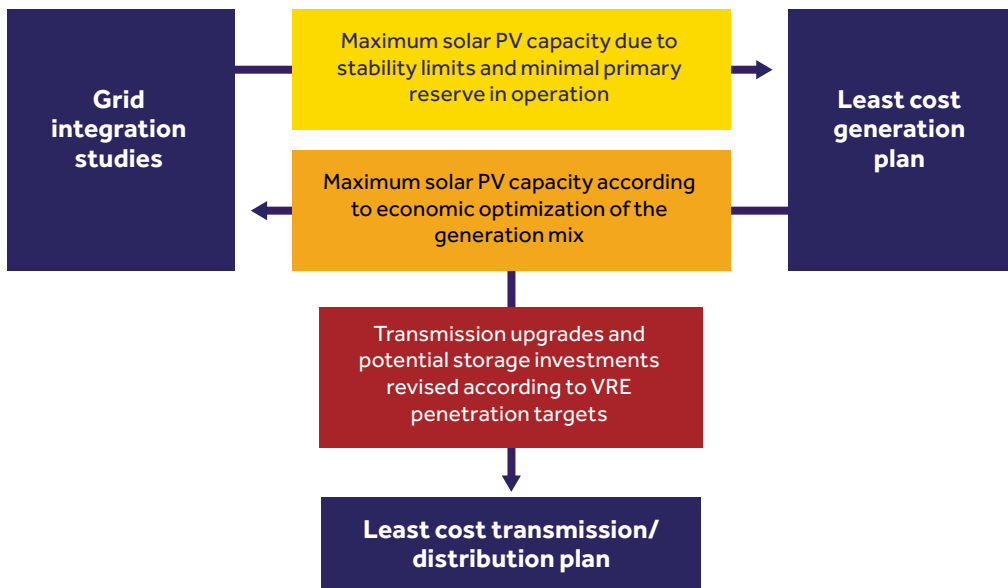 Grid
integration
studies
Maximum solar PV capacity due to
stability limits and minimal primary
reserve in operation
Least cost
generation
plan
Maximum solar PV capacity according
to economic optimization of the
generation mix
Transmission upgrades and
potential storage investments
revised according to VRE
penetration targets
Least cost transmission/
distribution plan